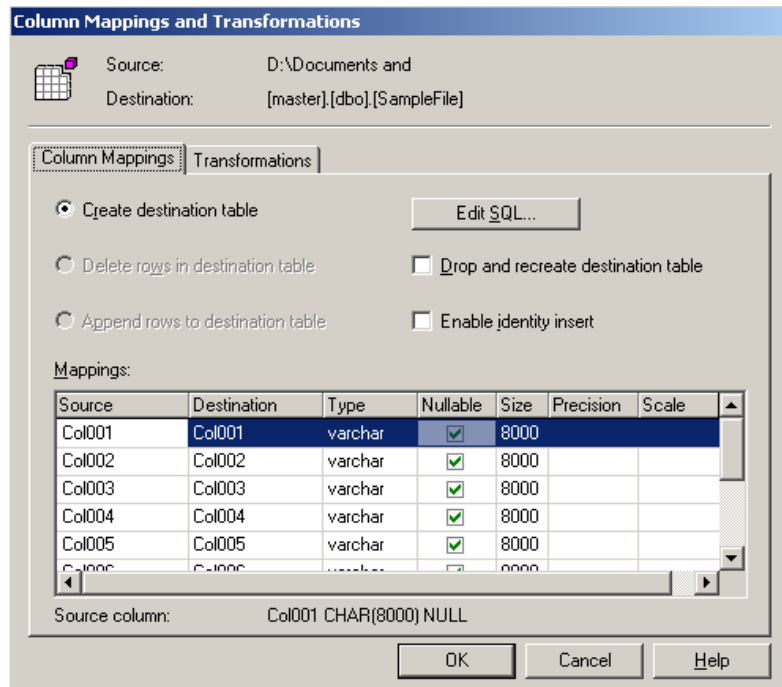 Column Mappings and Transformations
Source: D:\Documents and
Destination: [master].[dbo].[SampleFile]
Column Mappings Transformations
Create destination table Edit SQL...
Delete rows in destination table Drop and recreate destination table
Append rows to destination table Enable identity insert
Mappings:
Source Destination Type Nullable Size Precision Scale
Col001 Col001 varchar 8000
Col002 Col002 varchar 8000
Col003 Col003 varchar 8000
Col004 Col004 varchar 8000
Col005 Col005 varchar 8000
Source column: Col001 CHAR(8000) NULL
OK Cancel Help